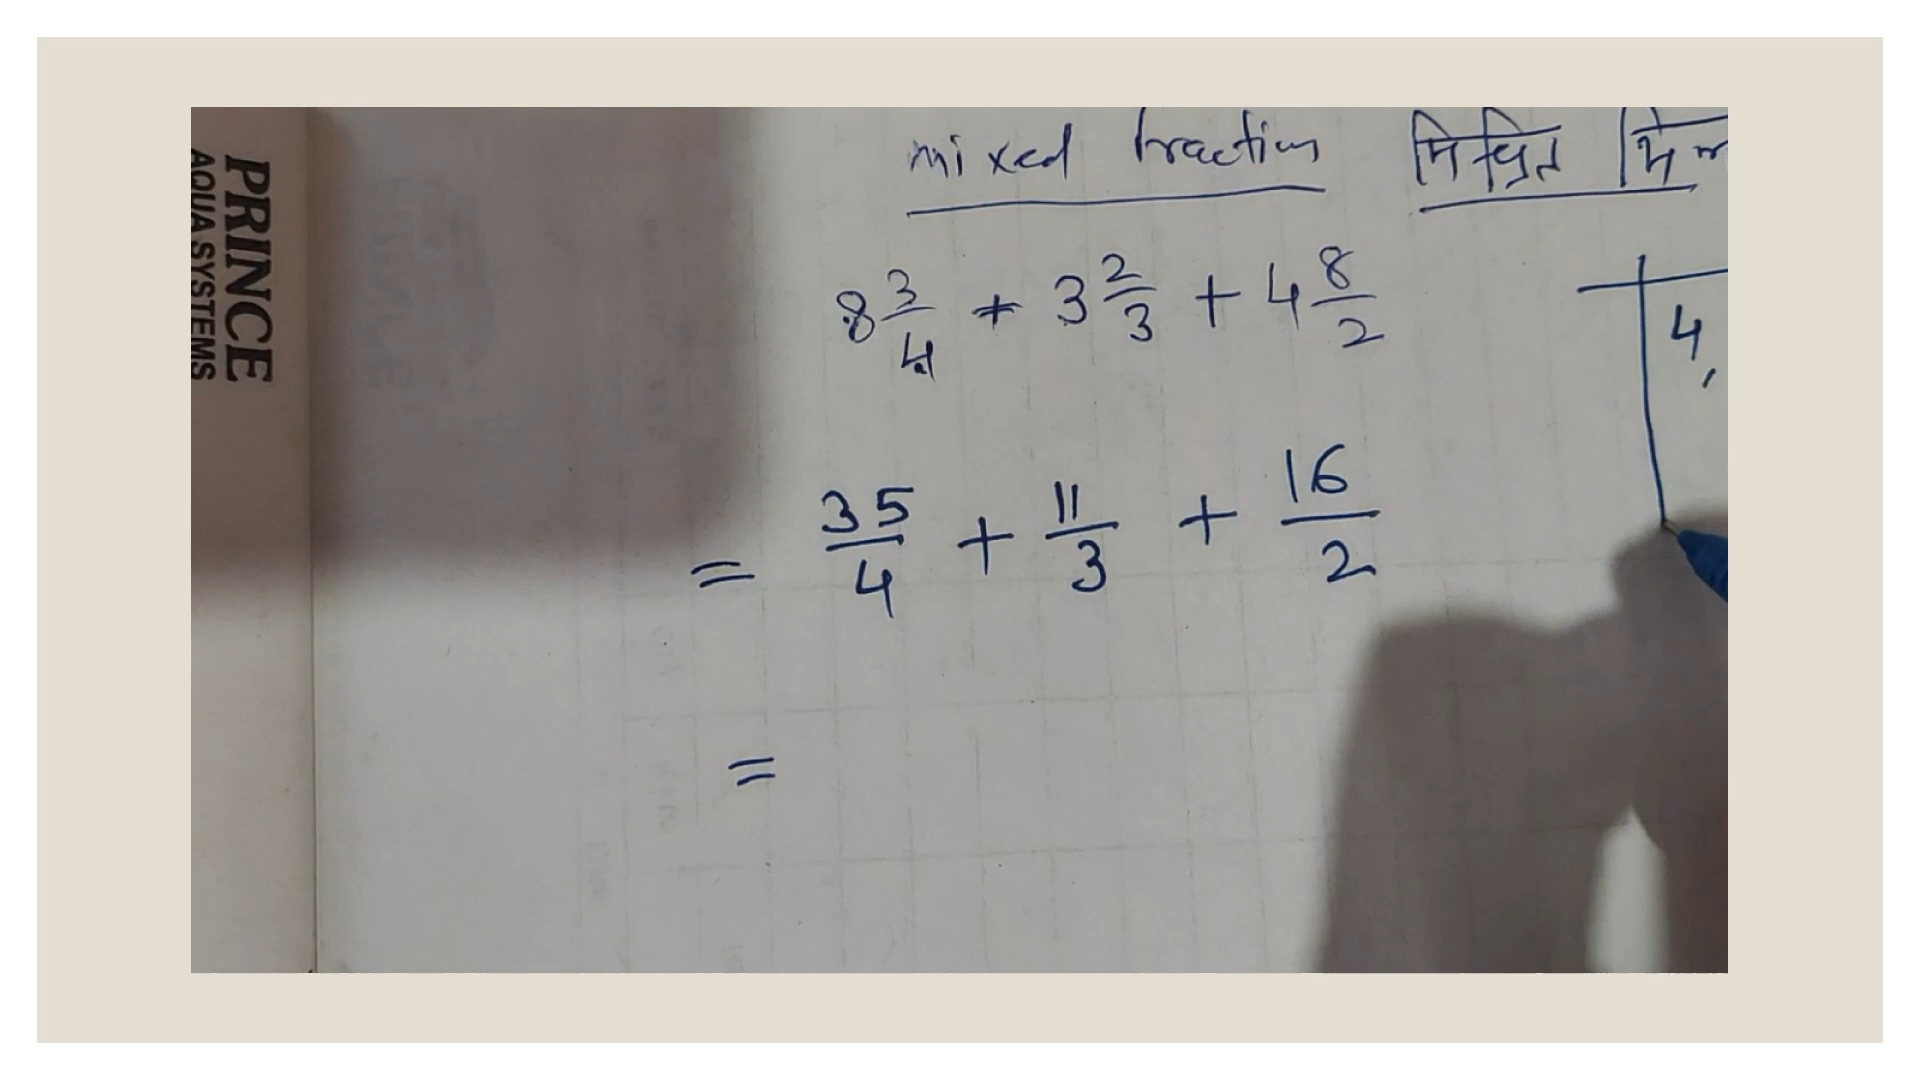 PRINCE
AQUA SYSTEMS
mixed fraction मिश्रित
8 3/4 + 3 2/3 + 4 8/2
4,
= 35/4 + 11/3 + 16/2
=